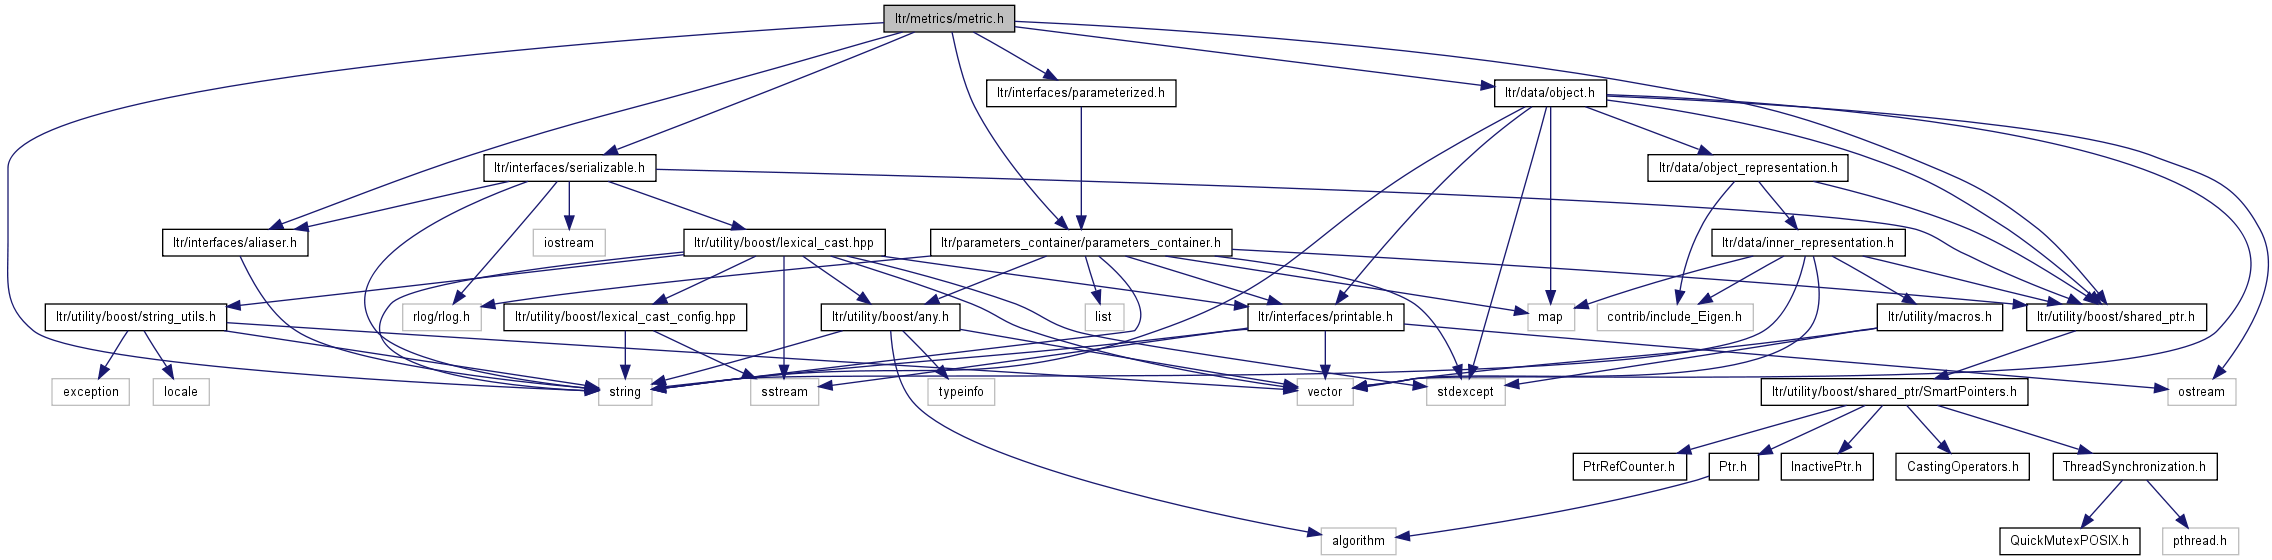 ltr/metrics/metric.h
ltr/interfaces/parameterized.h
ltr/data/object.h
ltr/interfaces/serializable.h
ltr/data/object_representation.h
ltr/interfaces/aliaser.h
iostream
ltr/utility/boost/lexical_cast.hpp
ltr/parameters_container/parameters_container.h
ltr/data/inner_representation.h
ltr/utility/boost/string_utils.h
rlog/rlog.h
ltr/utility/boost/lexical_cast_config.hpp
ltr/utility/boost/any.h
list
ltr/interfaces/printable.h
map
contrib/include_Eigen.h
ltr/utility/macros.h
ltr/utility/boost/shared_ptr.h
exception
locale
string
sstream
typeinfo
vector
stdexcept
ltr/utility/boost/shared_ptr/SmartPointers.h
ostream
PtrRefCounter.h
Ptr.h
InactivePtr.h
CastingOperators.h
ThreadSynchronization.h
algorithm
QuickMutexPOSIX.h
pthread.h